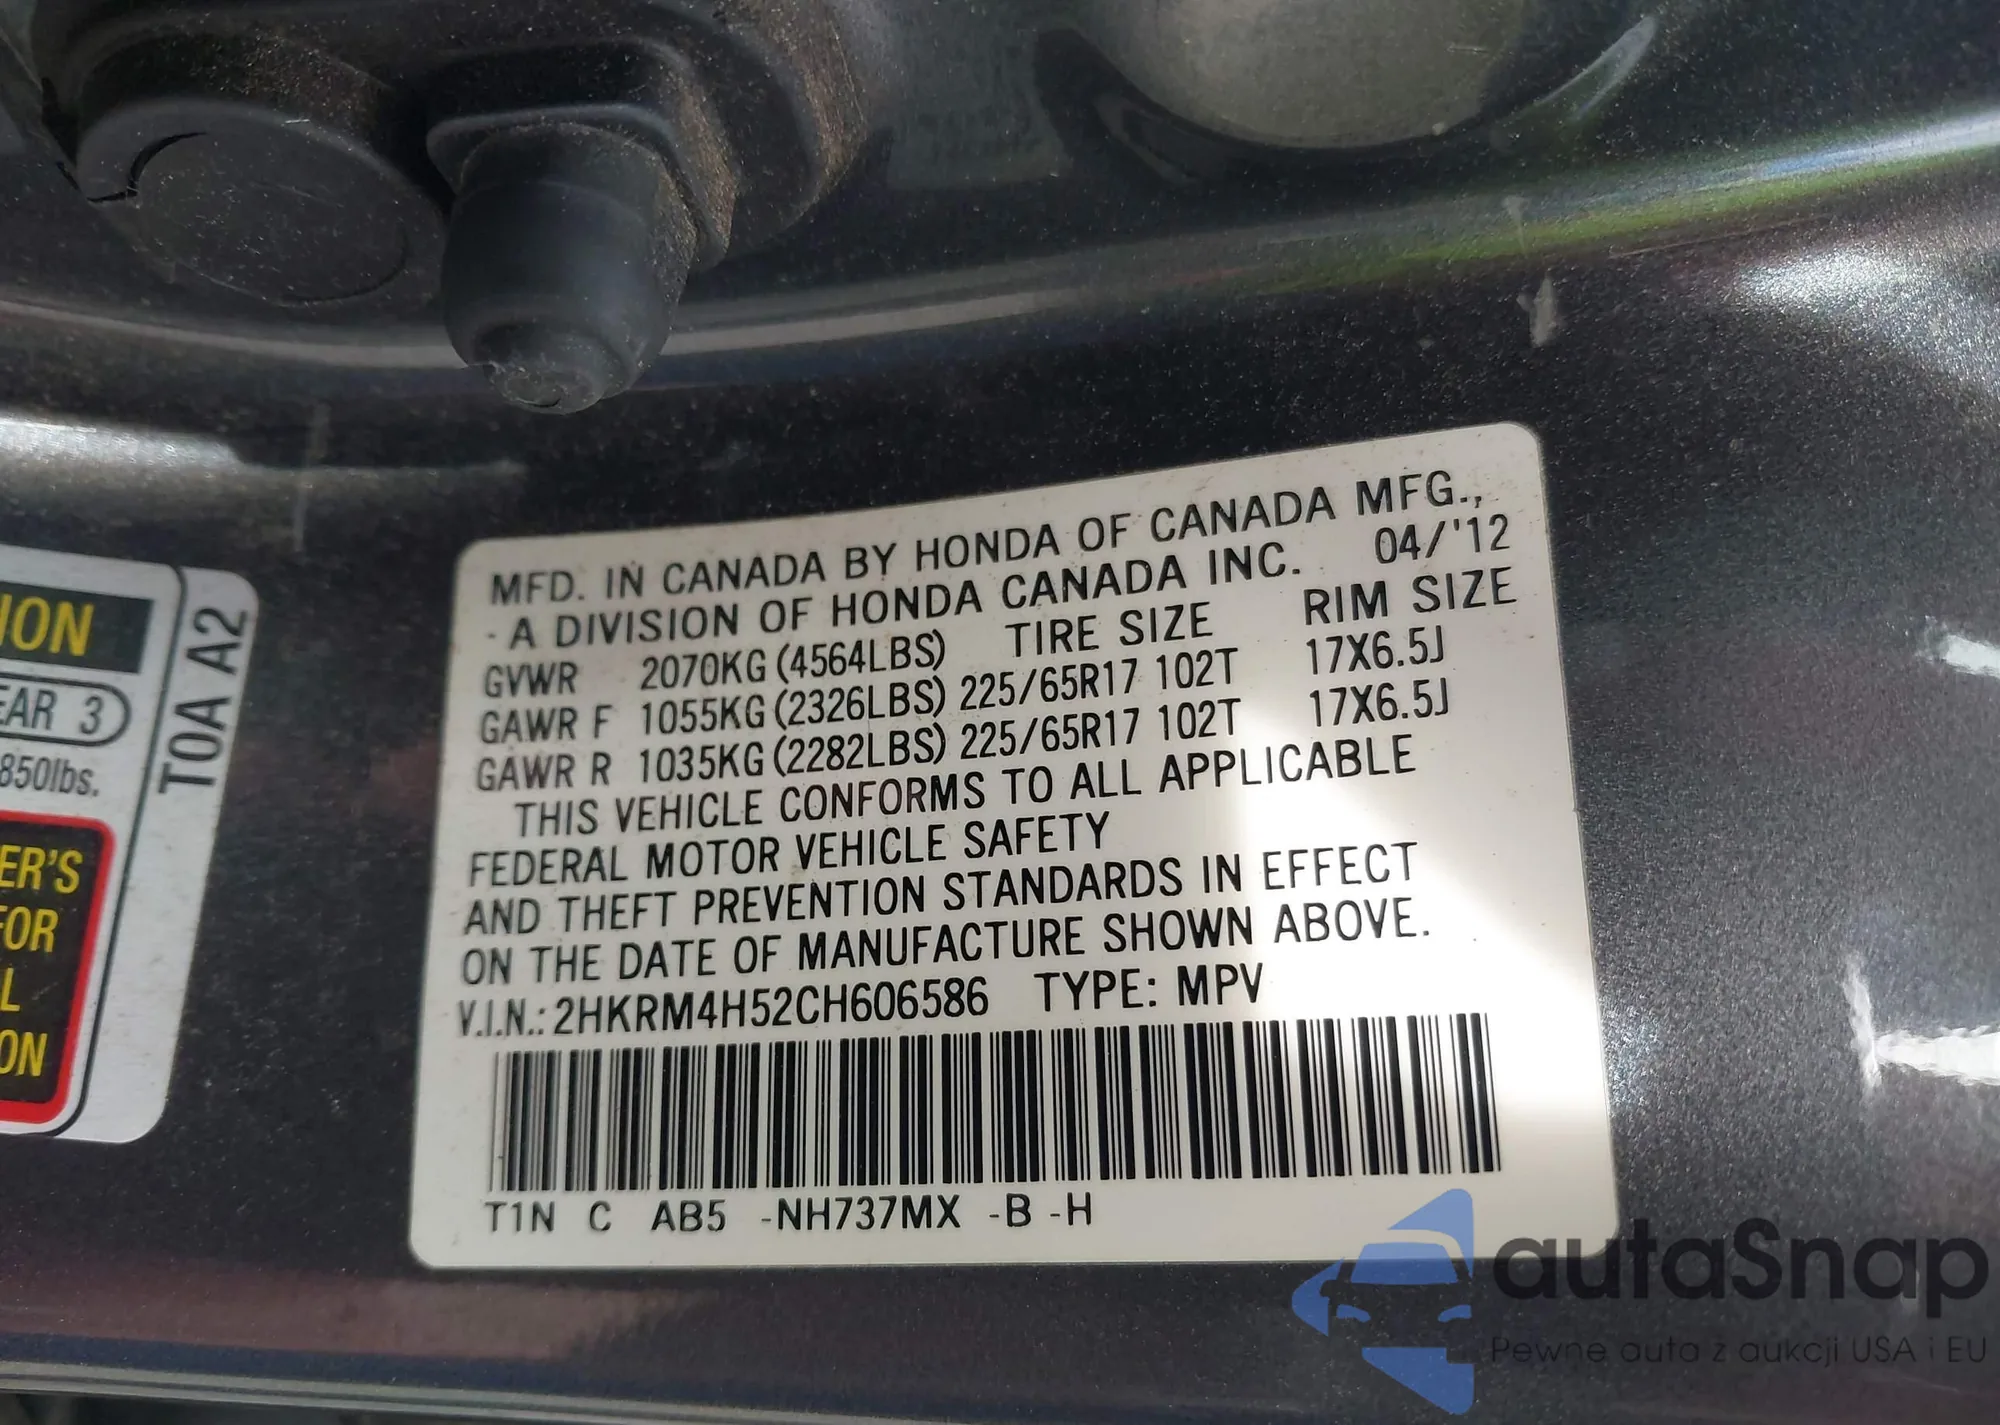 MFD. IN CANADA BY HONDA OF CANADA MFG.,
- A DIVISION OF HONDA CANADA INC. 04/'12
GVWR 2070KG (4564LBS) TIRE SIZE RIM SIZE
GAWR F 1055KG (2326LBS) 225/65R17 102T 17X6.5J
GAWR R 1035KG (2282LBS) 225/65R17 102T 17X6.5J
THIS VEHICLE CONFORMS TO ALL APPLICABLE
FEDERAL MOTOR VEHICLE SAFETY
AND THEFT PREVENTION STANDARDS IN EFFECT
ON THE DATE OF MANUFACTURE SHOWN ABOVE.
V.I.N.: 2HKRM4H52CH606586 TYPE: MPV
T1N C AB5 -NH737MX -B -H
ION
EAR 3
850lbs.
ER'S
FOR
L
ON
T0A A2
autaSnap
Pewne auta z aukcji USA i EU